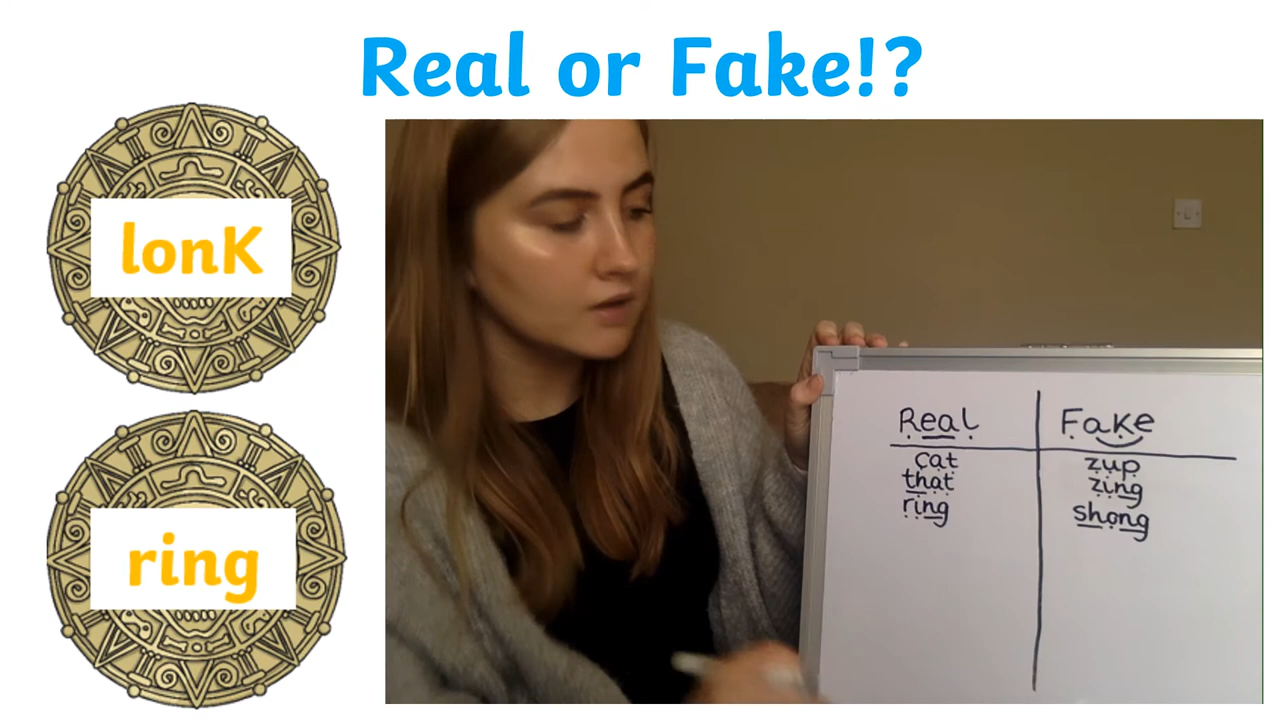 Real or Fake!?
lonK
ring
Real Fake
cat zup
that zing
ring shong